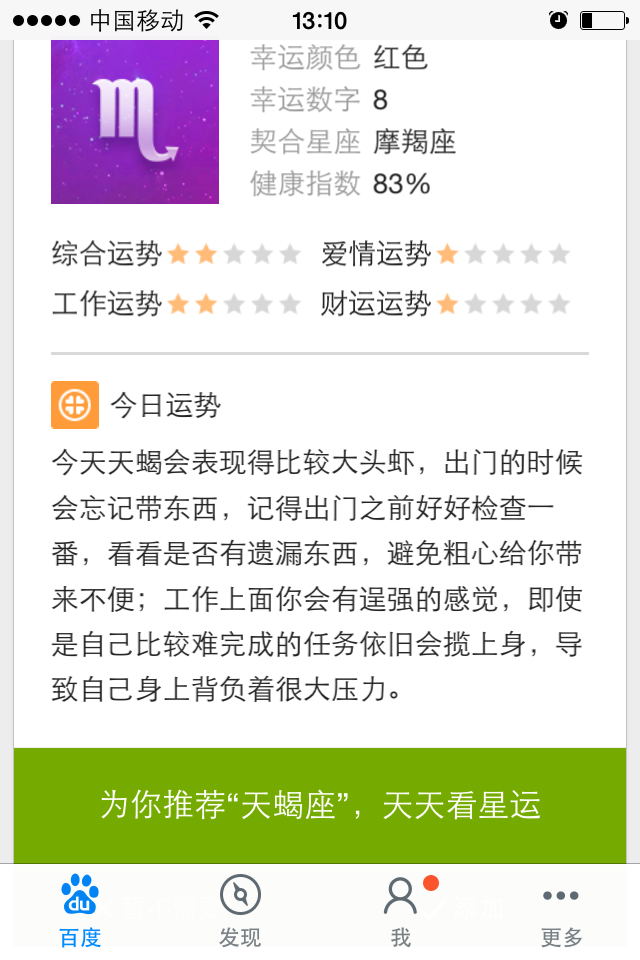 中国移动 13:10
幸运颜色 红色
幸运数字 8
契合星座 摩羯座
健康指数 83%
综合运势 爱情运势
工作运势 财运运势
今日运势
今天天蝎会表现得比较大头虾，出门的时候
会忘记带东西，记得出门之前好好检查一
番，看看是否有遗漏东西，避免粗心给你带
来不便；工作上面你会有逞强的感觉，即使
是自己比较难完成的任务依旧会揽上身，导
致自己身上背负着很大压力。
为你推荐“天蝎座”，天天看星运
du
百度 发现 我 更多